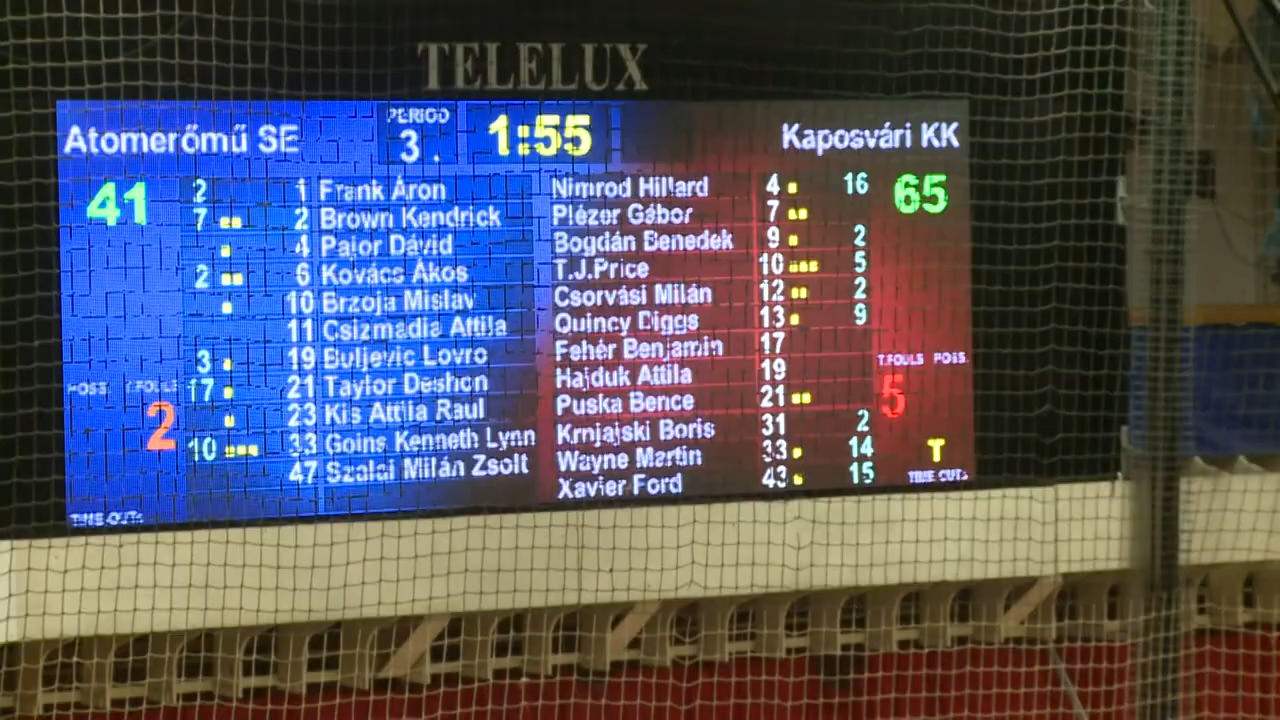 TELELUX
Atomerőmű SE
PERIOD
3 .
1:55
Kaposvári KK
41
65
2 1 Frank Áron
7 2 Brown Kendrick
4 Pajor Dávid
2 6 Kovács Ákos
10 Brzoja Mislav
11 Csizmadia Attila
3 19 Buljevic Lovro
17 21 Taylor Deshon
23 Kis Attila Raul
10 33 Goins Kenneth Lynn
47 Szalai Milán Zsolt
POSS. T.FOULS
2
TIME OUTs
Nimrod Hillard 4 16
Plézer Gábor 7
Bogdán Benedek 9 2
T.J.Price 10 5
Csorvási Milán 12 2
Quincy Diggs 13 9
Fehér Benjamin 17
Hajduk Attila 19
Puska Bence 21
Krnjajski Boris 31 2
Wayne Martin 33 14
Xavier Ford 43 15
T.FOULS POSS.
5
T
TIME OUTs